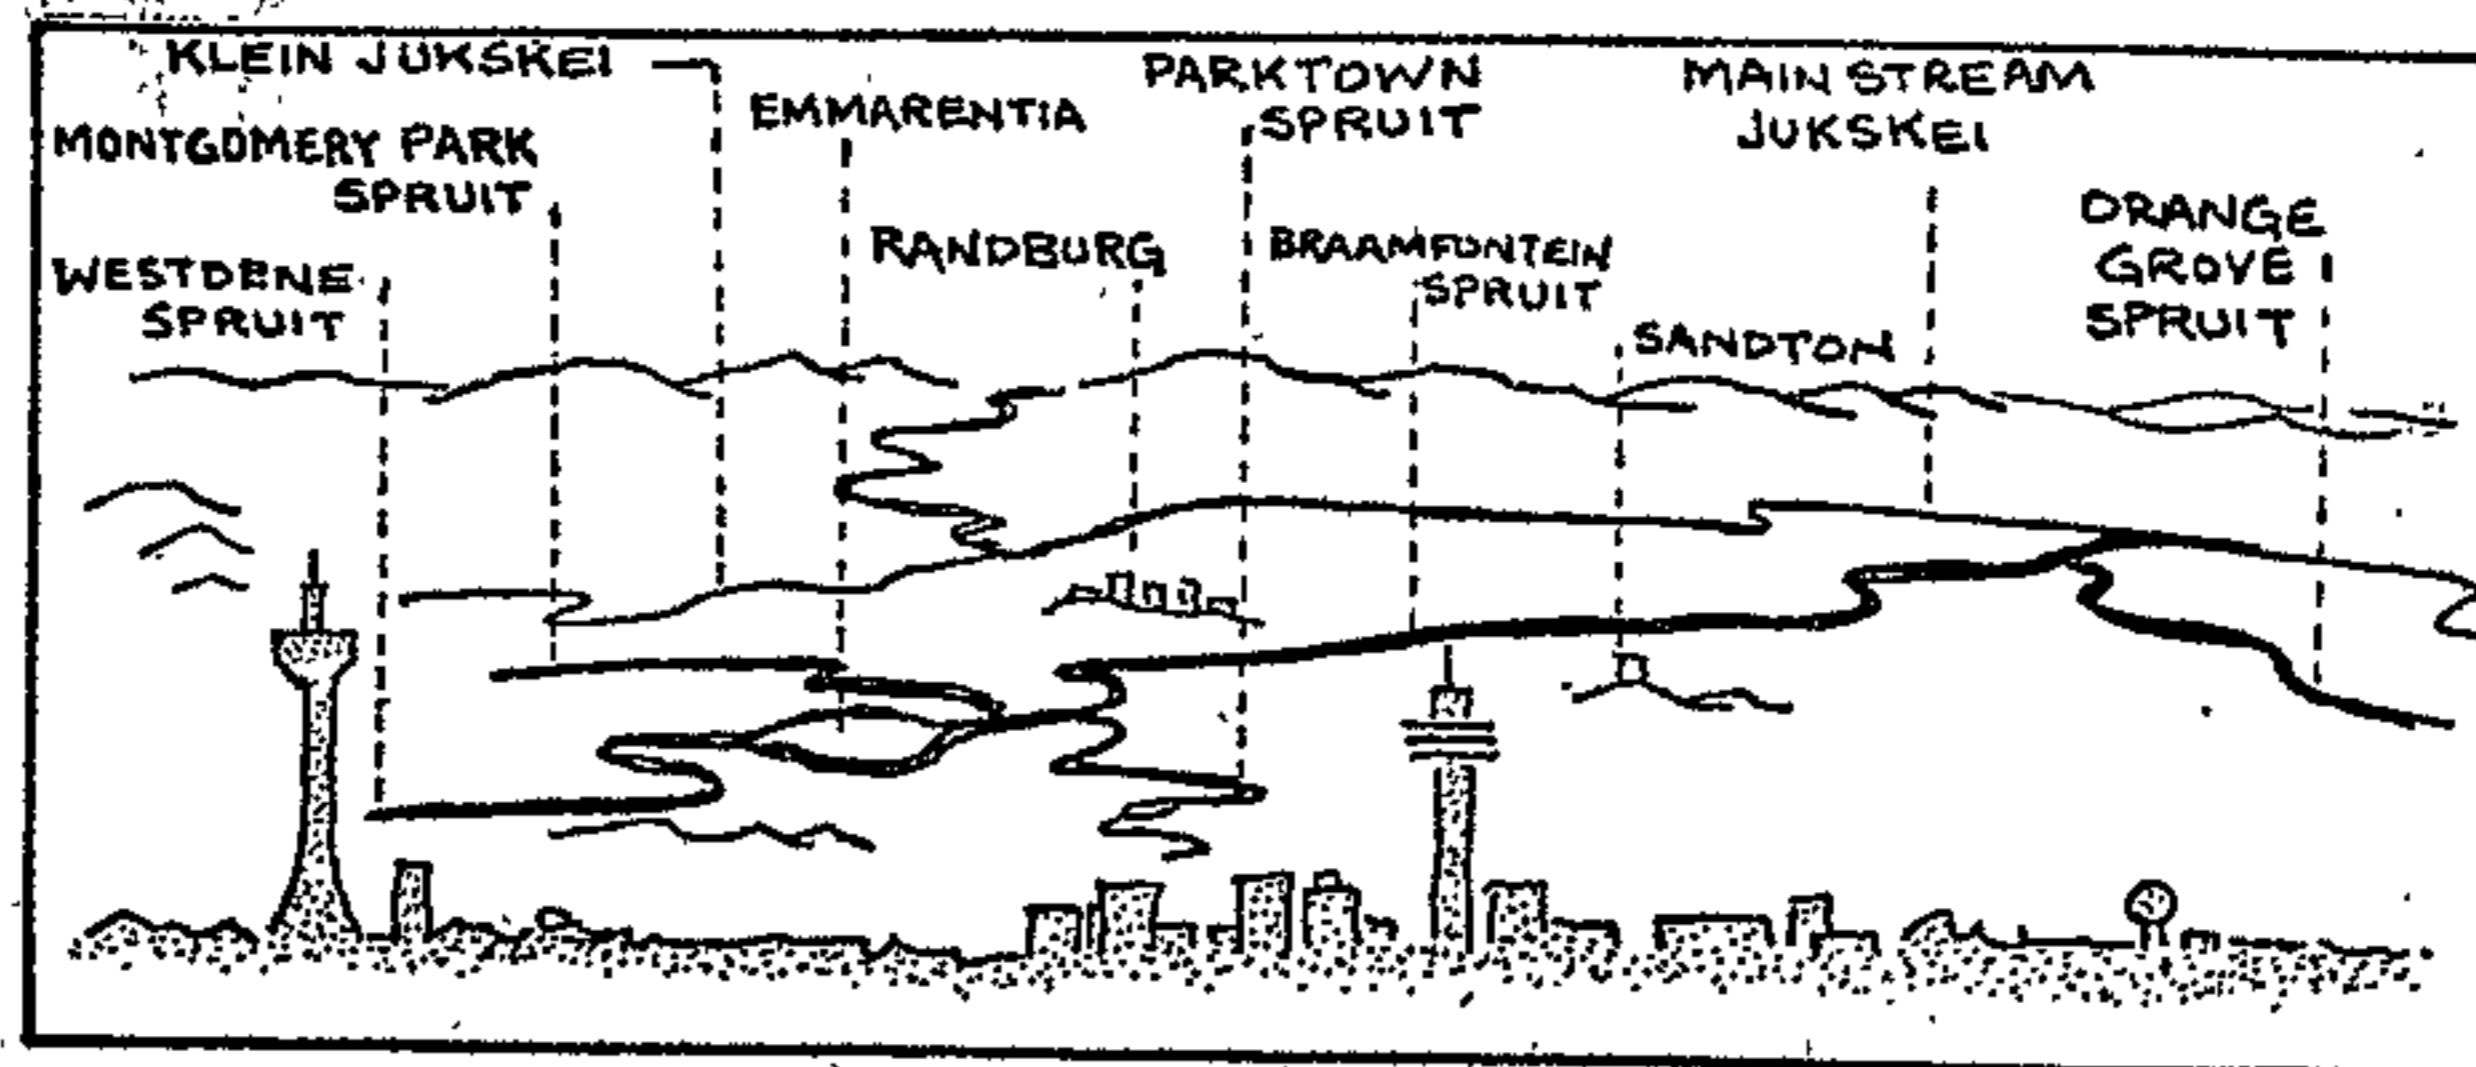 KLEIN JUKSKEI
MONTGOMERY PARK
SPRUIT
WESTDENE
SPRUIT
EMMARENTIA
RANDBURG
PARKTOWN
SPRUIT
BRAAMFONTEIN
SPRUIT
SANDTON
MAIN STREAM
JUKSKEI
ORANGE
GROVE
SPRUIT